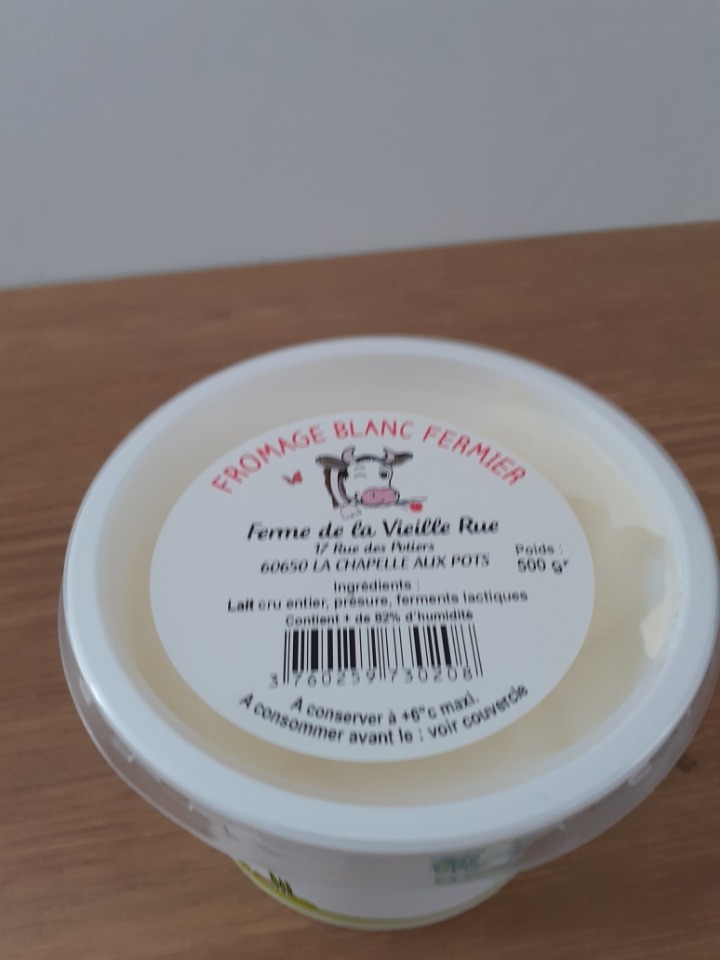 FROMAGE BLANC FERMIER
Ferme de la Vieille Rue
17 Rue des Potiers
60650 LA CHAPELLE AUX POTS
Poids :
500 gr
Ingrédients :
Lait cru entier, présure, ferments lactiques
Contient + de 82% d'humidité
3 760259 730208
A conserver à +6°c maxi.
A consommer avant le : voir couvercle